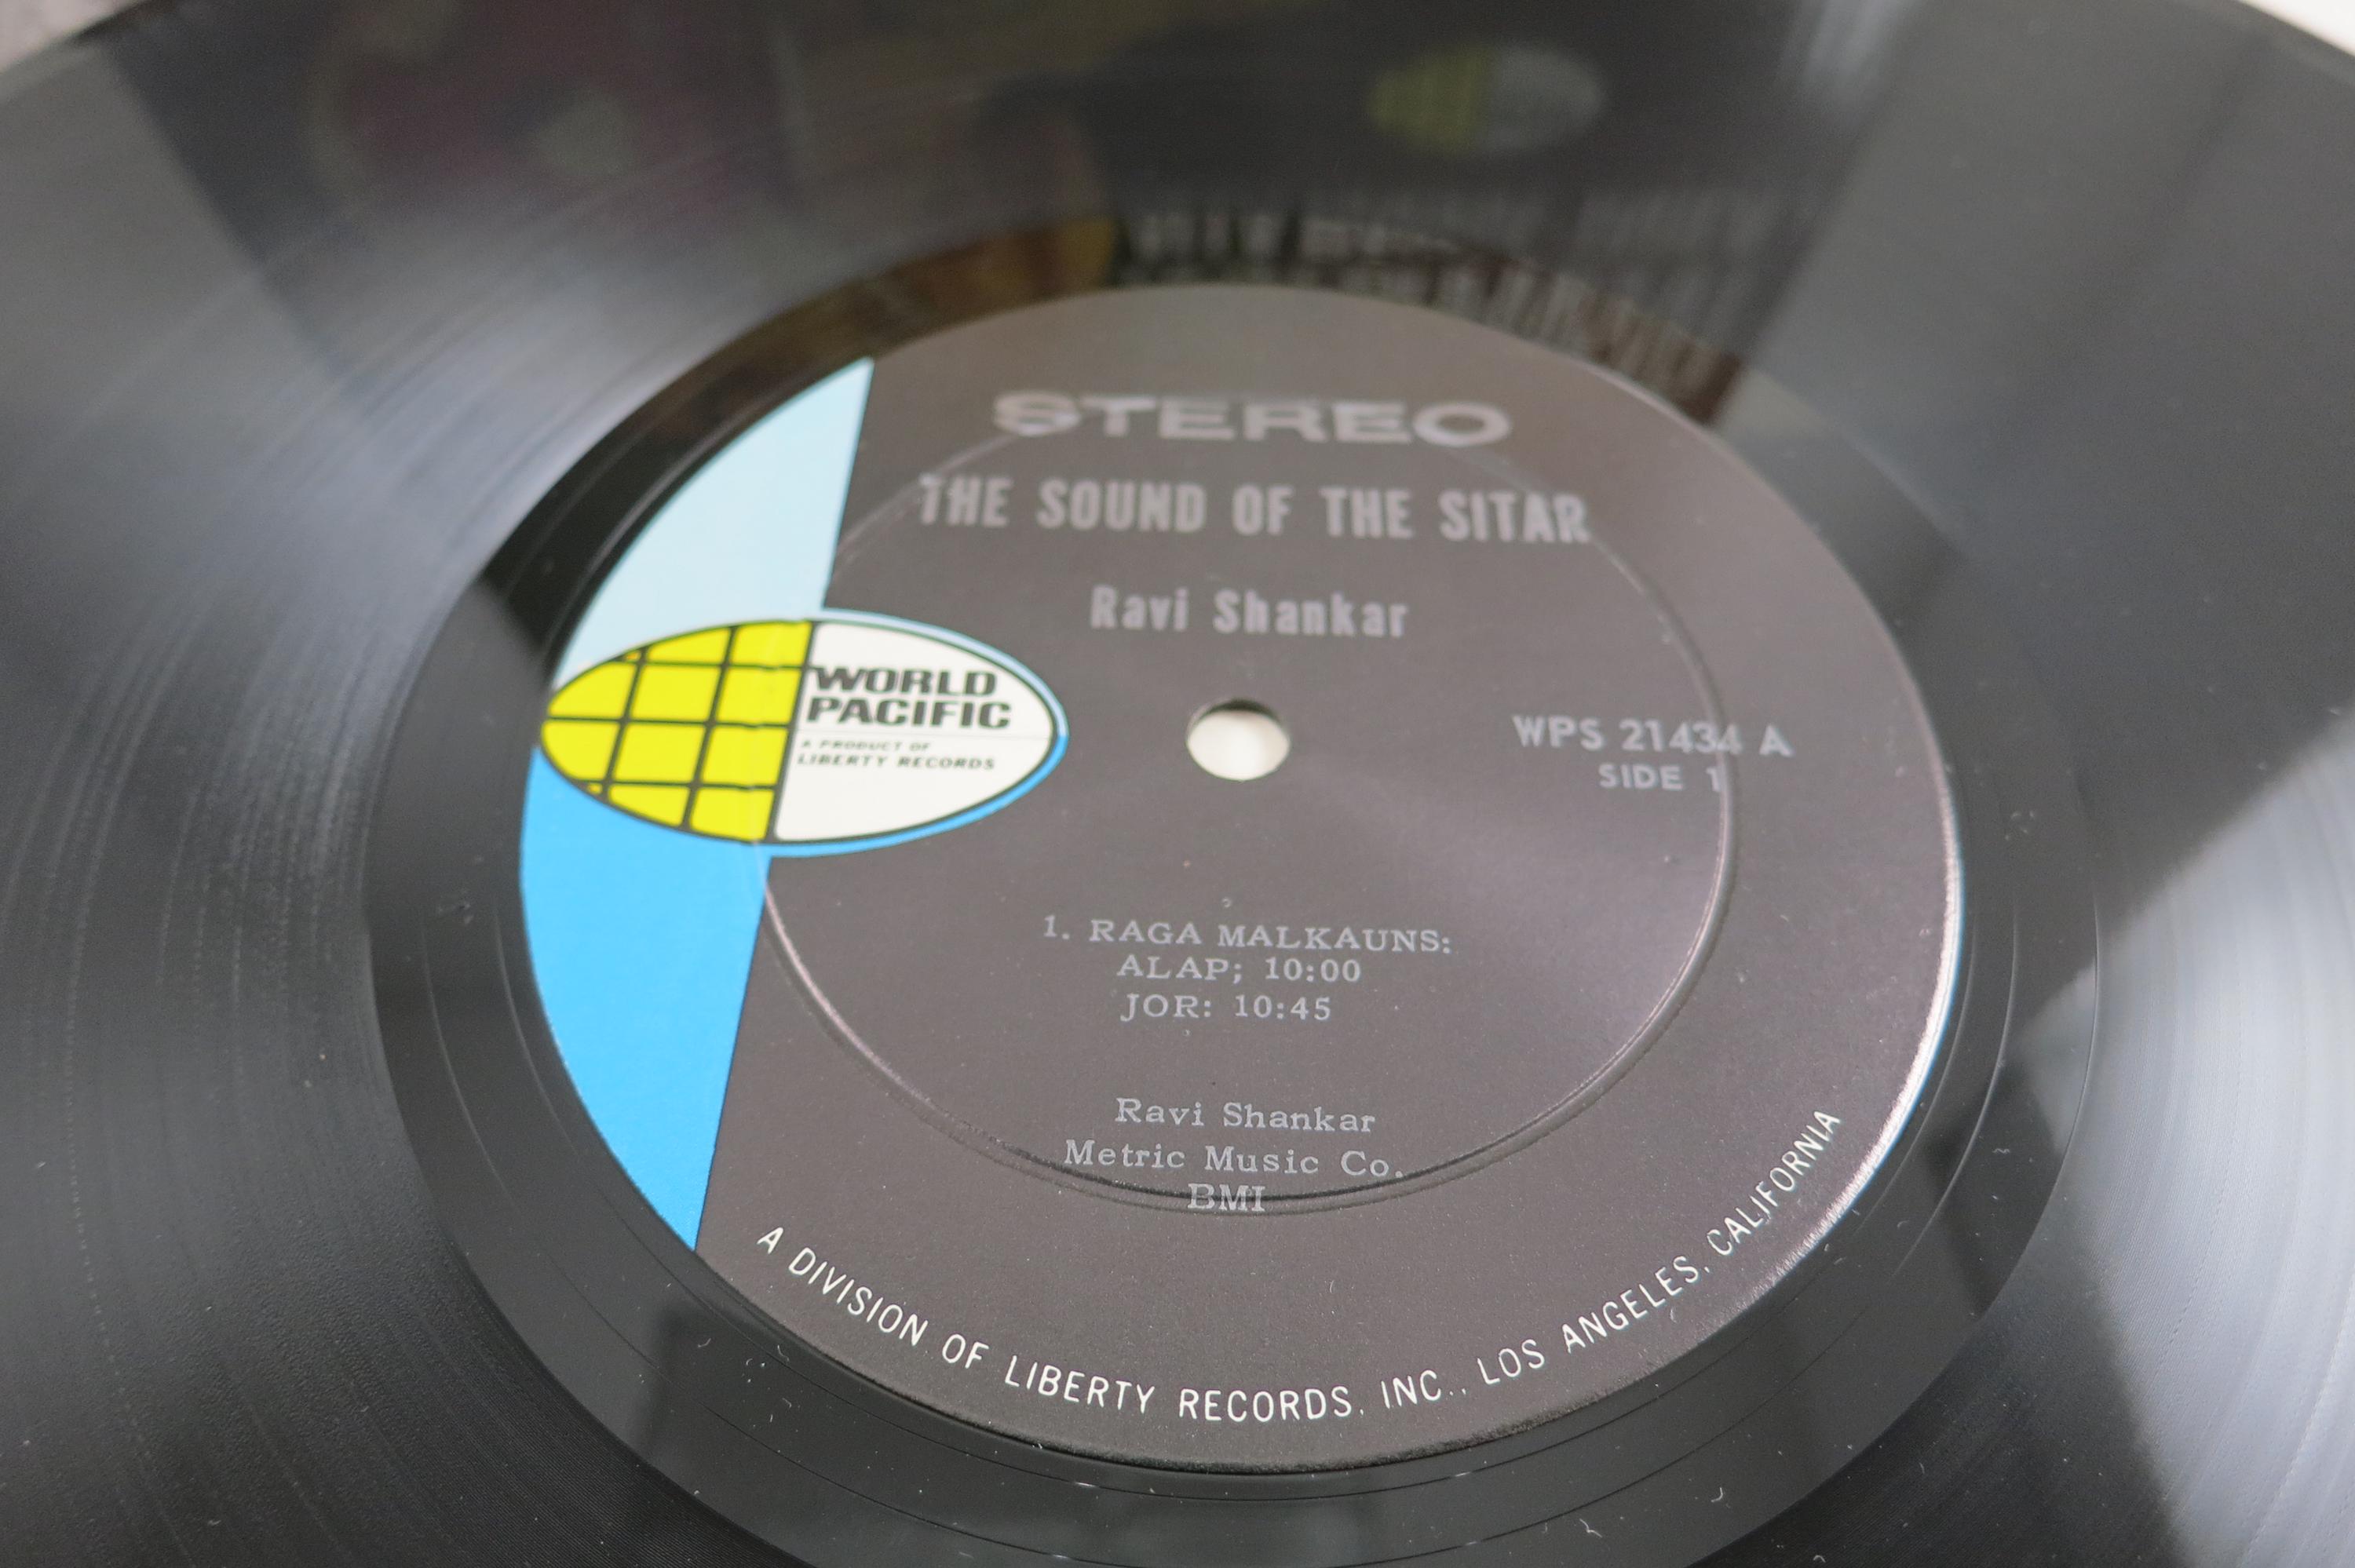 STEREO
THE SOUND OF THE SITAR
Ravi Shankar
WORLD
PACIFIC
A PRODUCT OF
LIBERTY RECORDS
WPS 21434 A
SIDE 1
1. RAGA MALKAUNS:
ALAP; 10:00
JOR: 10:45
Ravi Shankar
Metric Music Co.
BMI
A DIVISION OF LIBERTY RECORDS, INC., LOS ANGELES, CALIFORNIA